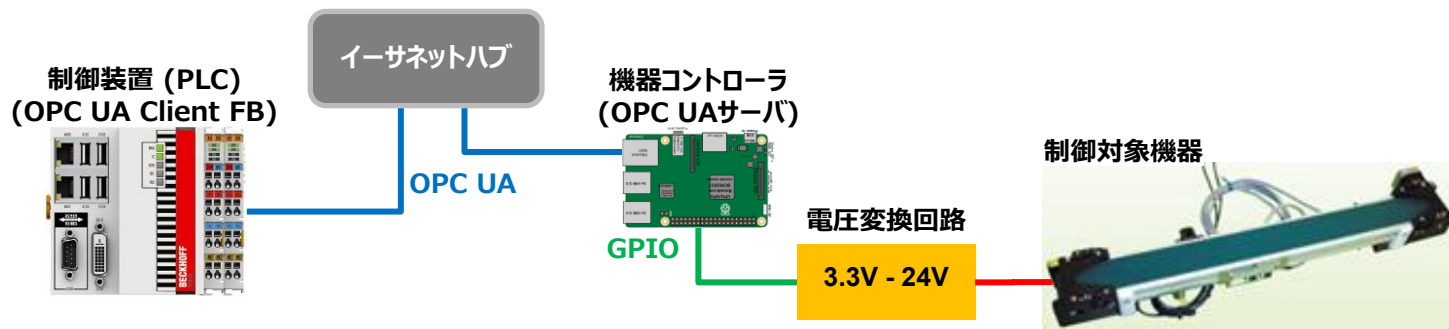 イーサネットハブ
制御装置 (PLC)
(OPC UA Client FB)
機器コントローラ
(OPC UAサーバ)
制御対象機器
OPC UA
GPIO
電圧変換回路
3.3V - 24V
BECKHOFF